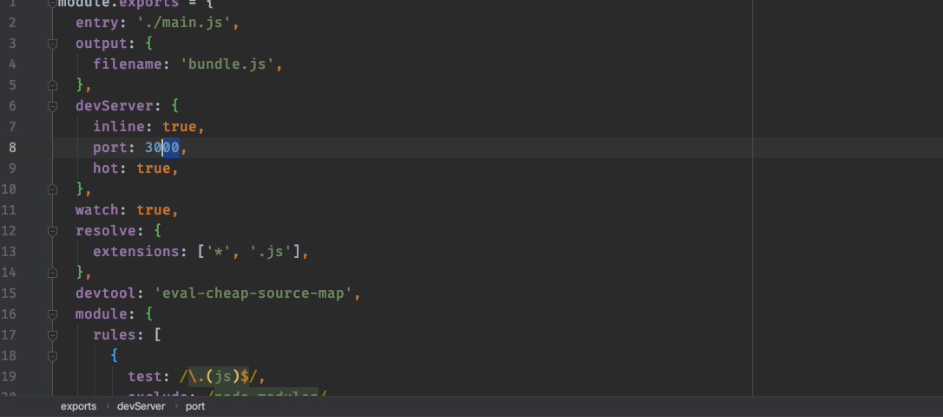 1 module.exports = {
2 entry: './main.js',
3 output: {
4 filename: 'bundle.js',
5 },
6 devServer: {
7 inline: true,
8 port: 3000,
9 hot: true,
10 },
11 watch: true,
12 resolve: {
13 extensions: ['*', '.js'],
14 },
15 devtool: 'eval-cheap-source-map',
16 module: {
17 rules: [
18 {
19 test: /\.(js)$/,
20 exclude: /node_modules/
exports > devServer > port